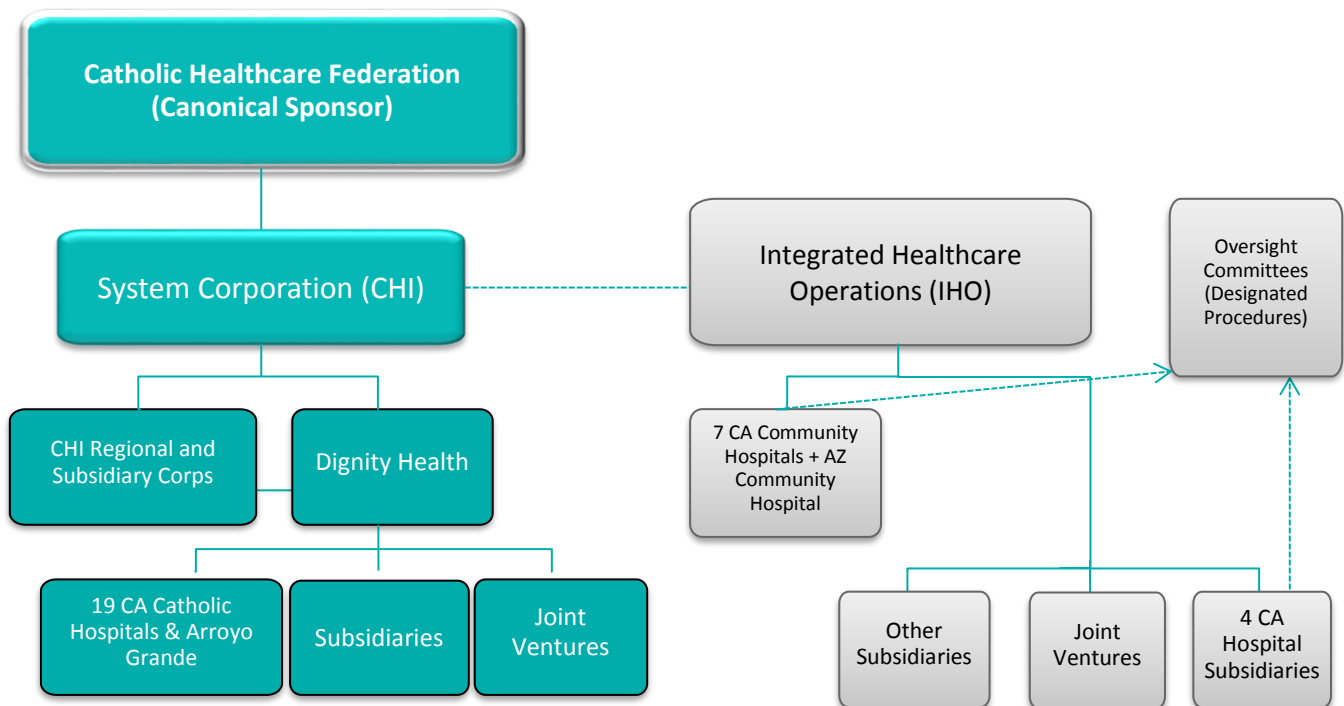 Catholic Healthcare Federation
(Canonical Sponsor)
System Corporation (CHI)
Integrated Healthcare
Operations (IHO)
Oversight
Committees
(Designated
Procedures)
CHI Regional and
Subsidiary Corps
Dignity Health
7 CA Community
Hospitals + AZ
Community
Hospital
19 CA Catholic
Hospitals & Arroyo
Grande
Subsidiaries
Joint
Ventures
Other
Subsidiaries
Joint
Ventures
4 CA
Hospital
Subsidiaries